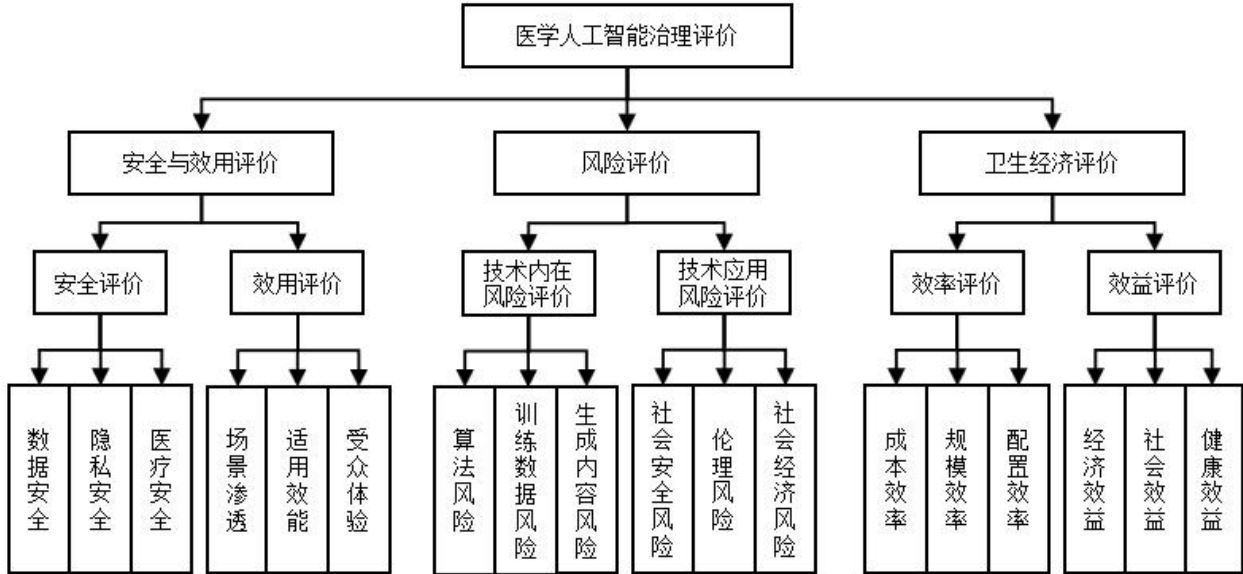 医学人工智能治理评价
安全与效用评价
风险评价
卫生经济评价
安全评价
效用评价
技术内在
风险评价
技术应用
风险评价
效率评价
效益评价
数据安全
隐私安全
医疗安全
场景渗透
适用效能
受众体验
算法风险
训练数据风险
生成内容风险
社会安全风险
伦理风险
社会经济风险
成本效率
规模效率
配置效率
经济效益
社会效益
健康效益